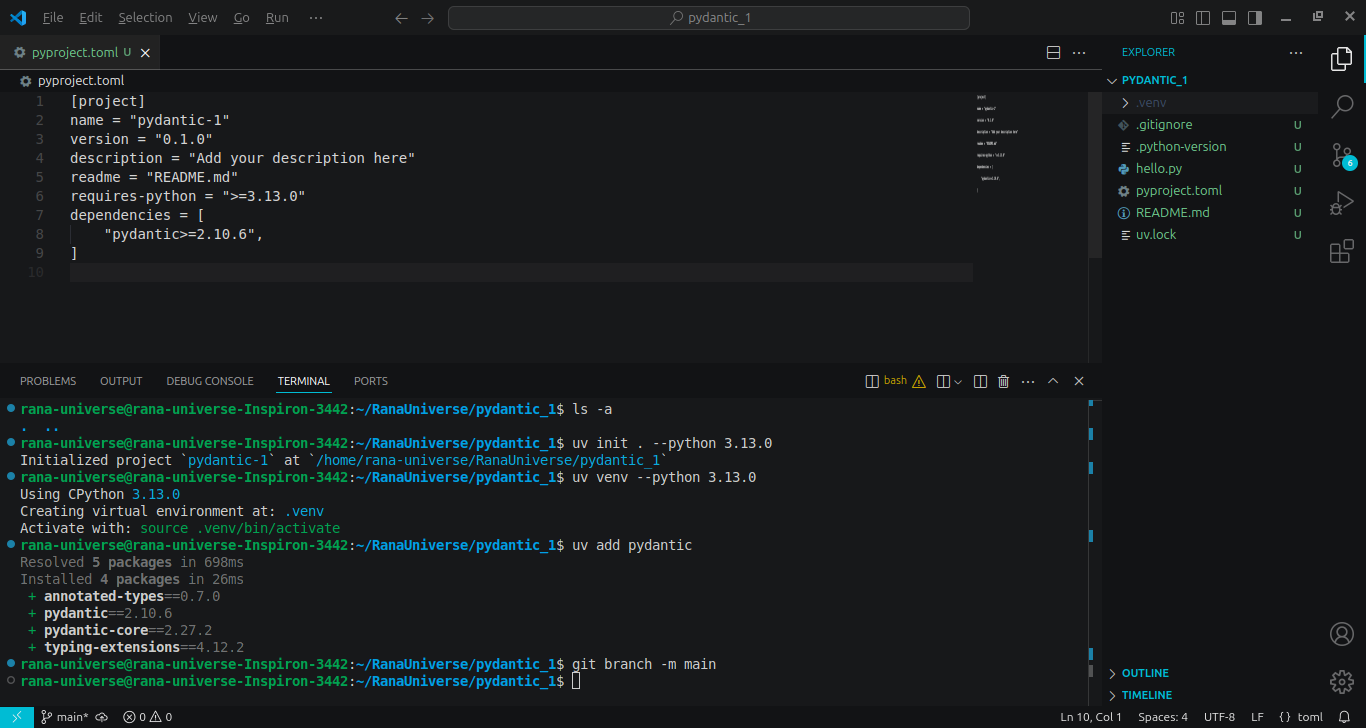 File Edit Selection View Go Run ···
pydantic_1
pyproject.toml U
pyproject.toml
1 [project]
2 name = "pydantic-1"
3 version = "0.1.0"
4 description = "Add your description here"
5 readme = "README.md"
6 requires-python = ">=3.13.0"
7 dependencies = [
8 "pydantic>=2.10.6",
9 ]
10
EXPLORER
PYDANTIC_1
.venv
.gitignore U
.python-version U
hello.py U
pyproject.toml U
README.md U
uv.lock U
6
OUTLINE
TIMELINE
PROBLEMS OUTPUT DEBUG CONSOLE TERMINAL PORTS
bash
rana-universe@rana-universe-Inspiron-3442:~/RanaUniverse/pydantic_1$ ls -a
. ..
rana-universe@rana-universe-Inspiron-3442:~/RanaUniverse/pydantic_1$ uv init . --python 3.13.0
Initialized project `pydantic-1` at `/home/rana-universe/RanaUniverse/pydantic_1`
rana-universe@rana-universe-Inspiron-3442:~/RanaUniverse/pydantic_1$ uv venv --python 3.13.0
Using CPython 3.13.0
Creating virtual environment at: .venv
Activate with: source .venv/bin/activate
rana-universe@rana-universe-Inspiron-3442:~/RanaUniverse/pydantic_1$ uv add pydantic
Resolved 5 packages in 698ms
Installed 4 packages in 26ms
+ annotated-types==0.7.0
+ pydantic==2.10.6
+ pydantic-core==2.27.2
+ typing-extensions==4.12.2
rana-universe@rana-universe-Inspiron-3442:~/RanaUniverse/pydantic_1$ git branch -m main
rana-universe@rana-universe-Inspiron-3442:~/RanaUniverse/pydantic_1$
main* 0 0 Ln 10, Col 1 Spaces: 4 UTF-8 LF {} toml